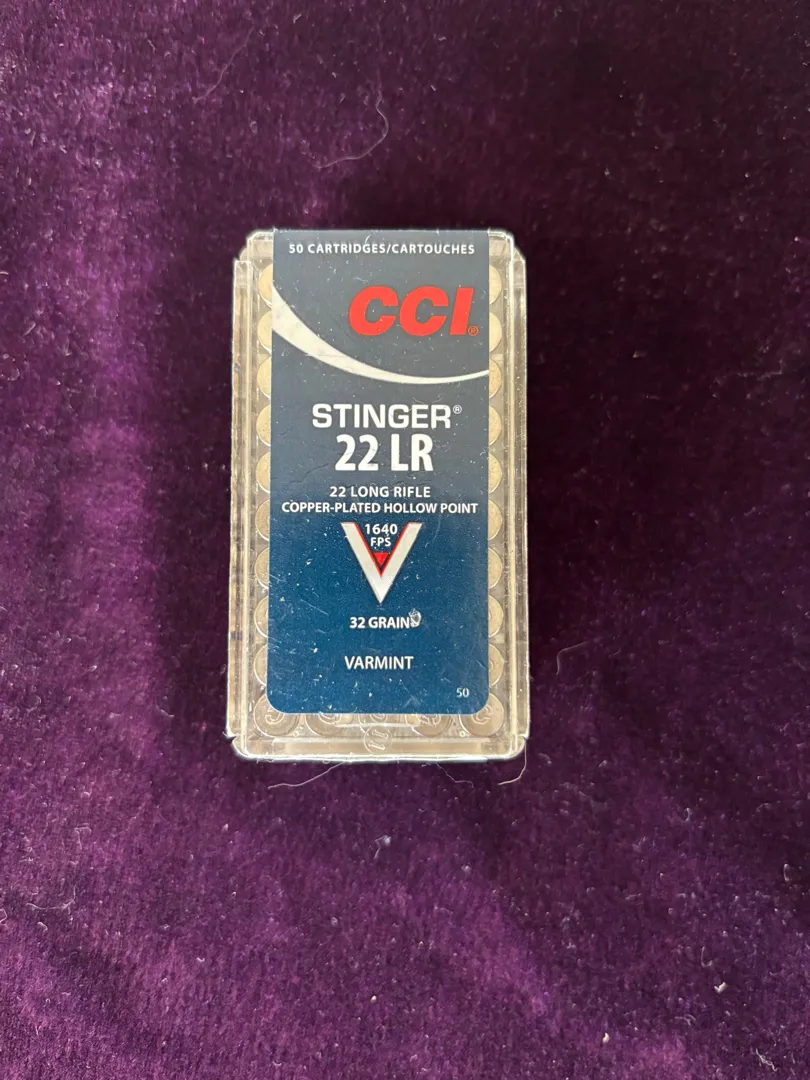 50 CARTRIDGES/CARTOUCHES
CCI®
STINGER®
22 LR
22 LONG RIFLE
COPPER-PLATED HOLLOW POINT
1640
FPS
32 GRAIN
VARMINT
50